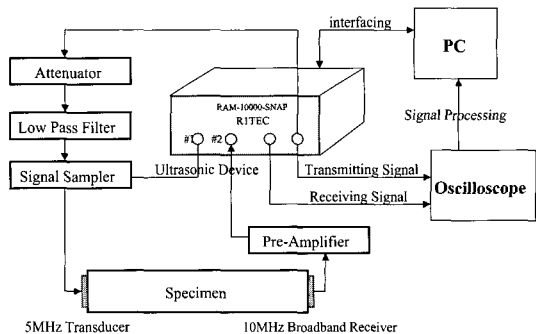 interfacing
PC
Attenuator
RAM-10000-SNAP
RITEC
Signal Processing
Low Pass Filter
#1 #2
Signal Sampler
Ultrasonic Device
Transmitting Signal
Receiving Signal
Oscilloscope
Pre-Amplifier
Specimen
5MHz Transducer
10MHz Broadband Receiver